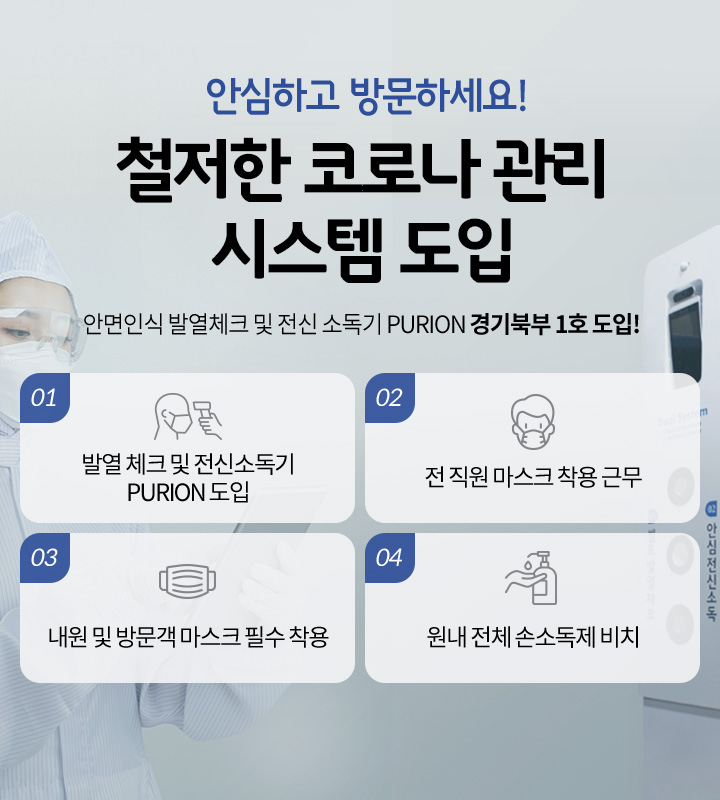 안심하고 방문하세요!
철저한 코로나 관리
시스템 도입
안면인식 발열체크 및 전신 소독기 PURION 경기북부 1호 도입!
01
발열 체크 및 전신소독기
PURION 도입
02
전 직원 마스크 착용 근무
03
내원 및 방문객 마스크 필수 착용
04
원내 전체 손소독제 비치
안심전신소독